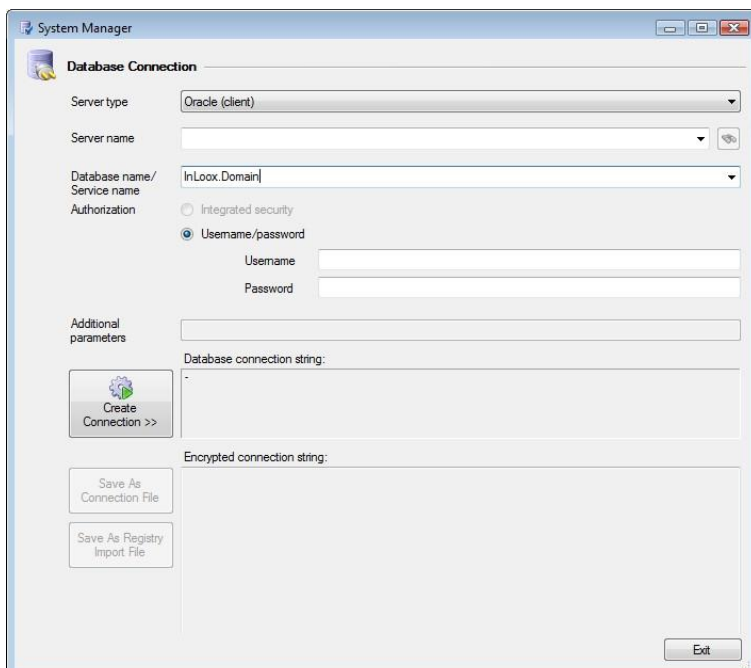 System Manager
Database Connection
Server type
Oracle (client)
Server name
Database name/
Service name
InLoox.Domain
Authorization
Integrated security
Username/password
Username
Password
Additional
parameters
Database connection string:
-
Create
Connection >>
Encrypted connection string:
Save As
Connection File
Save As Registry
Import File
Exit